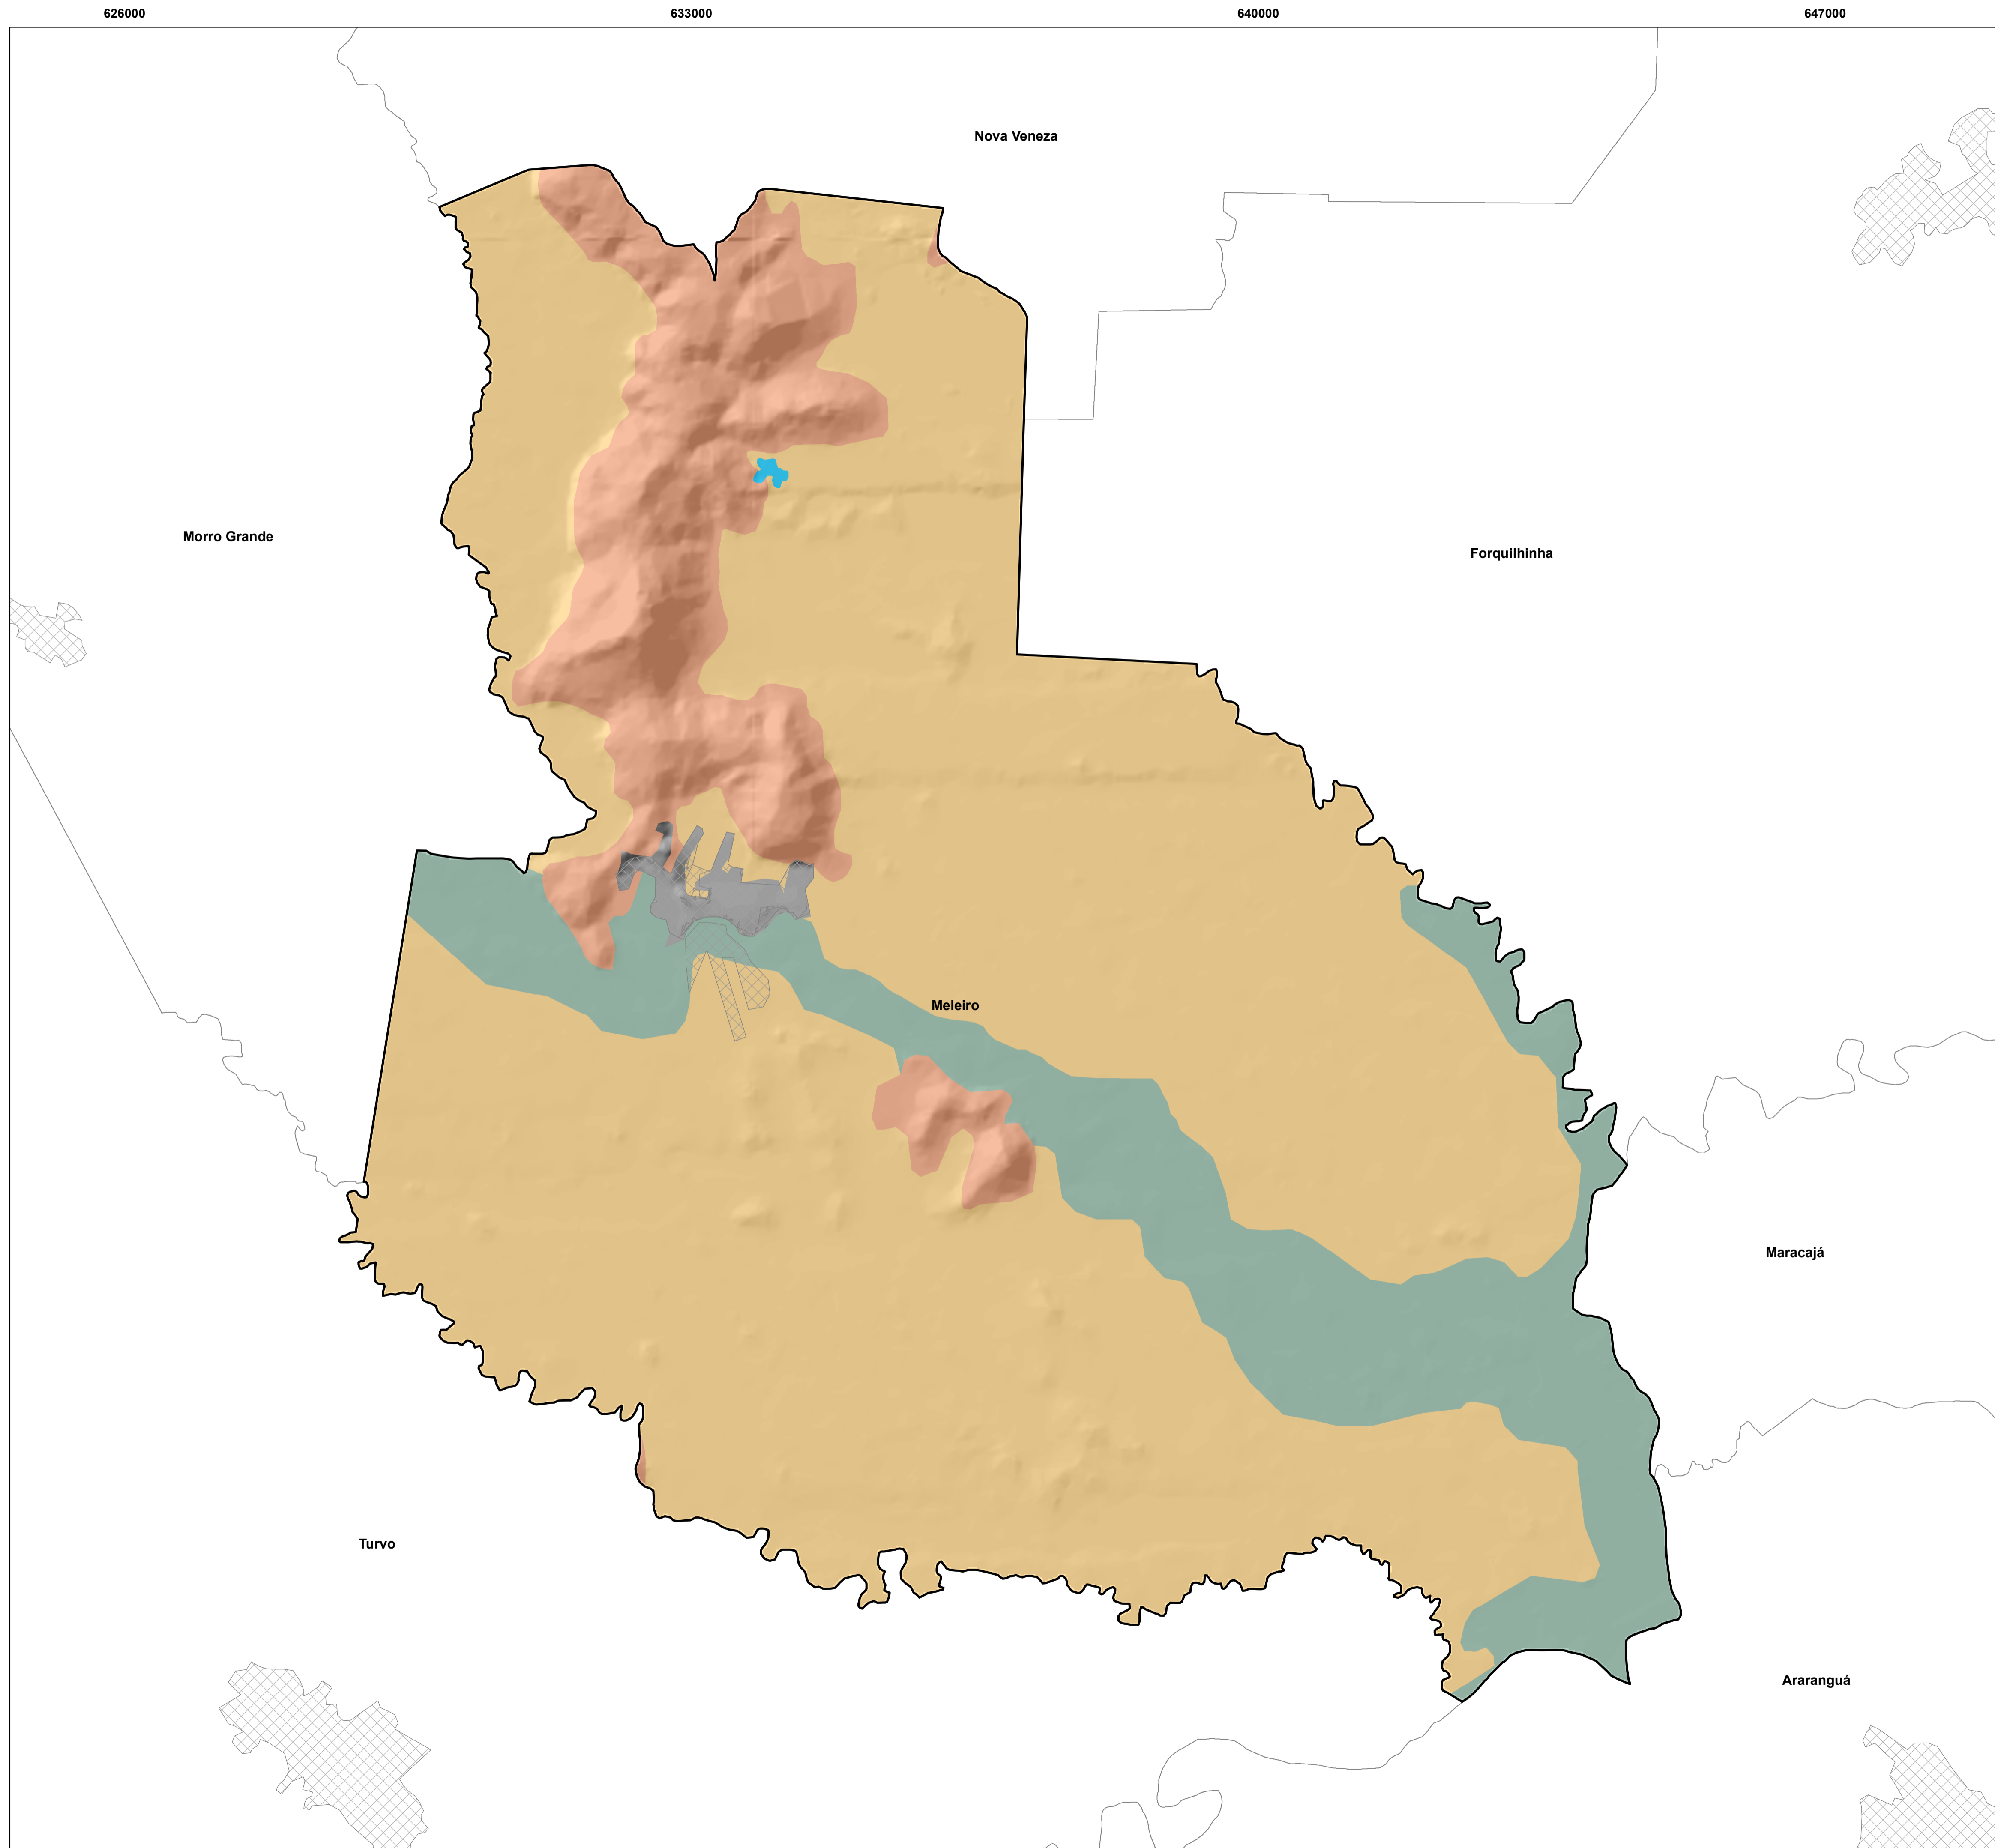 626000 633000 640000 647000
Nova Veneza
Morro Grande
Forquilhinha
Meleiro
Maracajá
Turvo
Araranguá